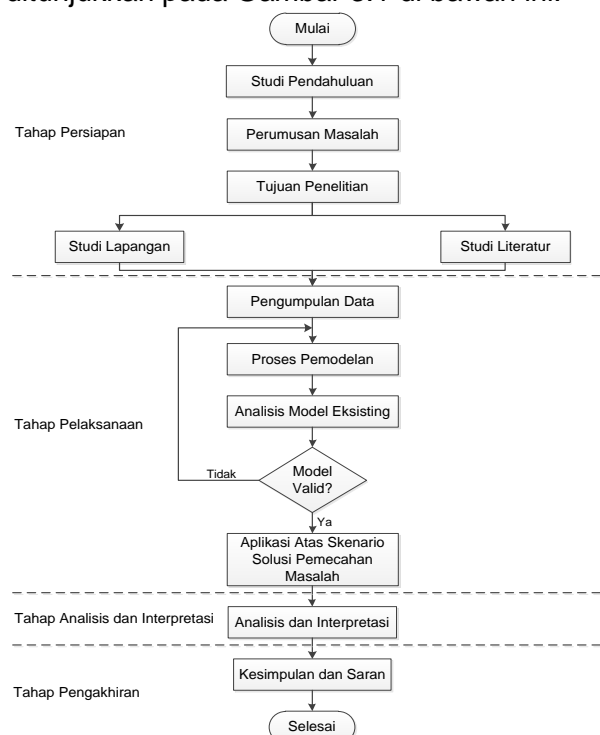 Mulai
Studi Pendahuluan
Tahap Persiapan
Perumusan Masalah
Tujuan Penelitian
Studi Lapangan
Studi Literatur
Pengumpulan Data
Proses Pemodelan
Analisis Model Eksisting
Tahap Pelaksanaan
Tidak
Model
Valid?
Ya
Aplikasi Atas Skenario
Solusi Pemecahan
Masalah
Tahap Analisis dan Interpretasi
Analisis dan Interpretasi
Kesimpulan dan Saran
Tahap Pengakhiran
Selesai